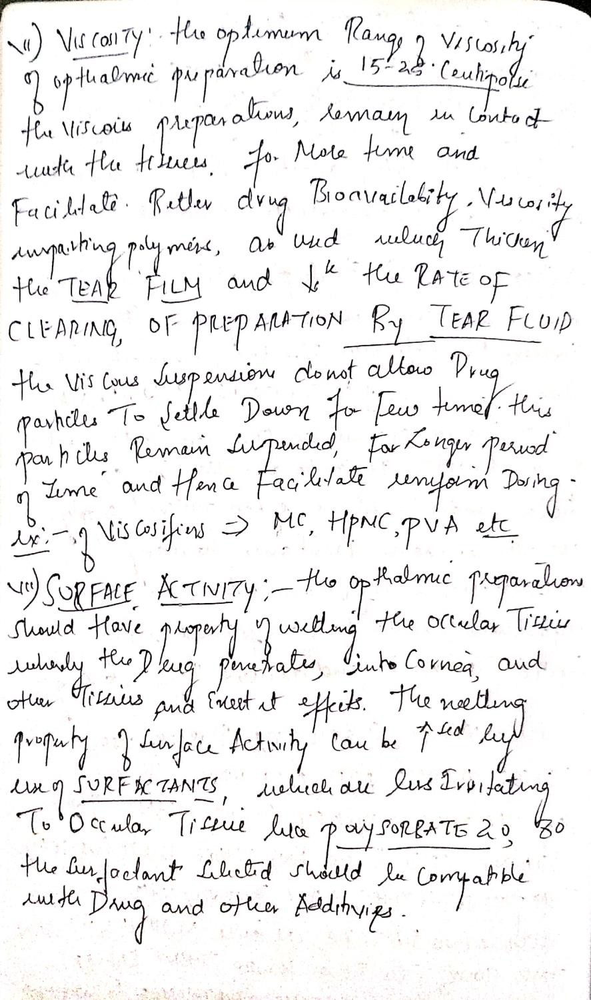 vii) VISCOSITY:- the optimum Range of Viscosity
of opthalmic preparation is 15-25. Centipoise
the Viscous preparations, remain in Contact
with the tissues. for More time and
Facilitate. Better drug Bioavailability. Viscosity
imparting polymers, are used which Thicken
the TEAR FILM and ↓se the RATE OF
CLEARING, OF PREPARATION By TEAR FLUID
the Viscous Suspensions do not allow Drug
particles To Settle Down for Few time. this
particles Remain Suspended, For Longer period
of Time and Hence Facilitate uniform Dosing.
ex:- of Viscosifiers ⇒ MC, HPMC, PVA etc
viii) SURFACE ACTIVITY:- the opthalmic preparations
should Have property of wetting the occular Tissues
whereby the Drug penetrates, into Cornea, and
other Tissues and Exert it effects. The wetting
property of Surface Activity can be ↑sed by
use of SURFACTANTS, which are less Irritating
To Occular Tissue like polySORBATE 20, 80
the Surfactant Selected should be Compatible
with Drug and other Additives.